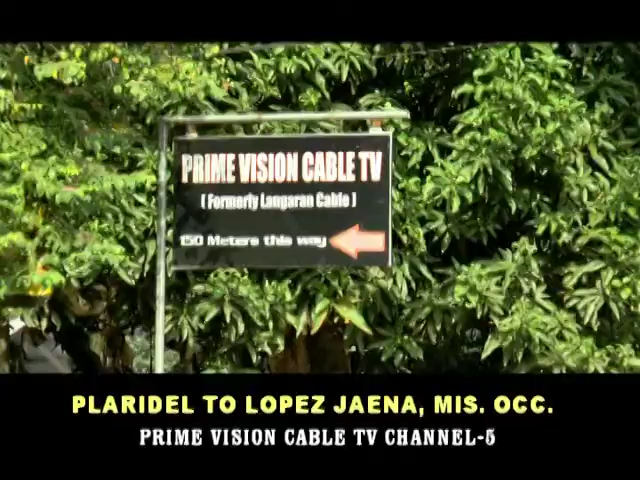 PRIME VISION CABLE TV
( Formerly Langaran Cable )
150 Meters this way
PLARIDEL TO LOPEZ JAENA, MIS. OCC.
PRIME VISION CABLE TV CHANNEL-5